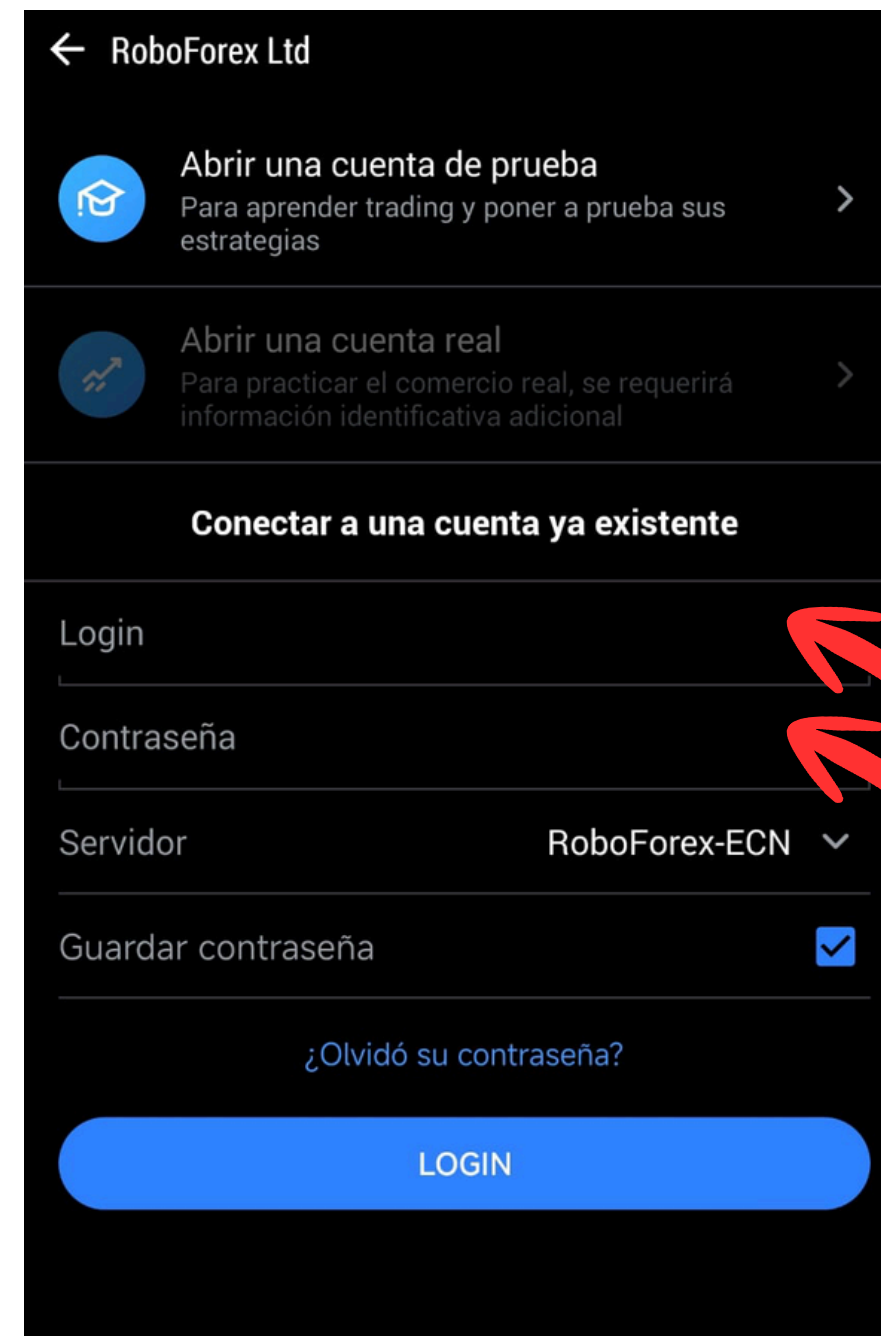 RoboForex Ltd
Abrir una cuenta de prueba
Para aprender trading y poner a prueba sus
estrategias
Abrir una cuenta real
Para practicar el comercio real, se requerirá
información identificativa adicional
Conectar a una cuenta ya existente
Login
Contraseña
Servidor RoboForex-ECN
Guardar contraseña
¿Olvidó su contraseña?
LOGIN